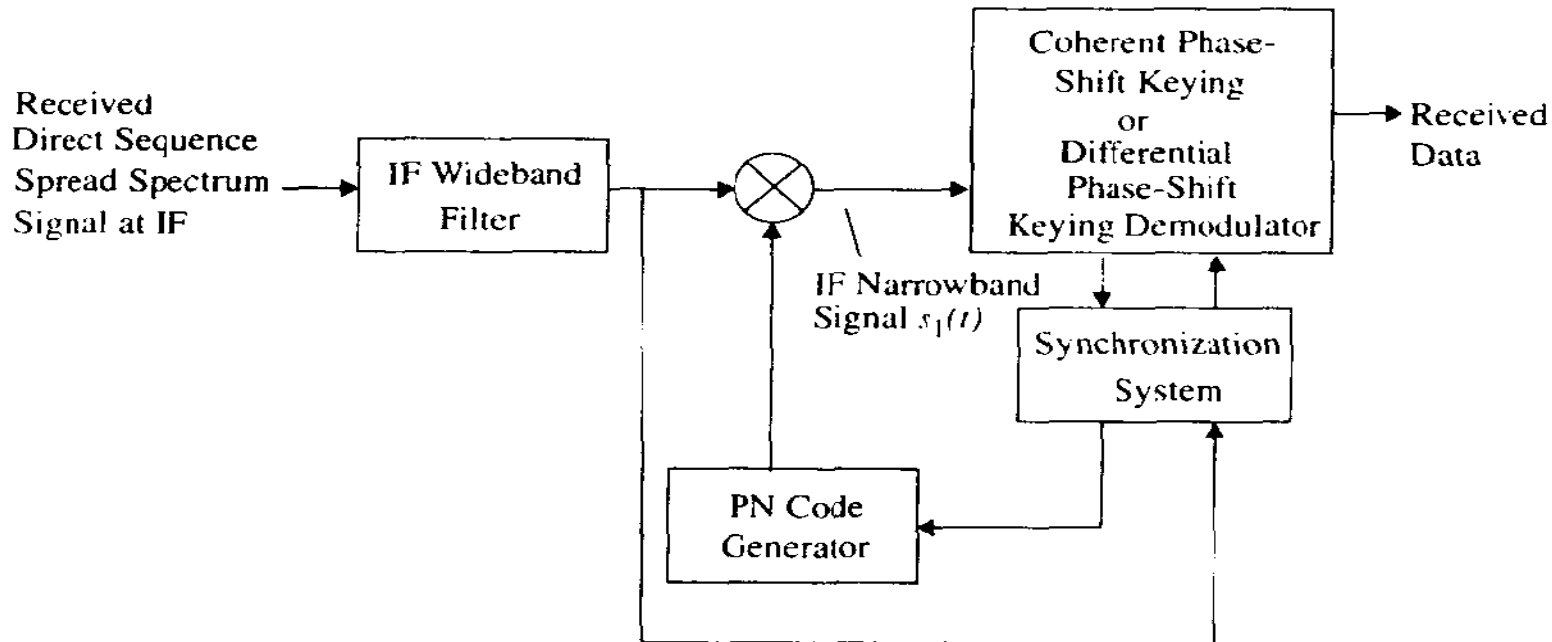 Received
Direct Sequence
Spread Spectrum
Signal at IF
IF Wideband
Filter
IF Narrowband
Signal s₁(t)
Coherent Phase-
Shift Keying
or
Differential
Phase-Shift
Keying Demodulator
Received
Data
Synchronization
System
PN Code
Generator